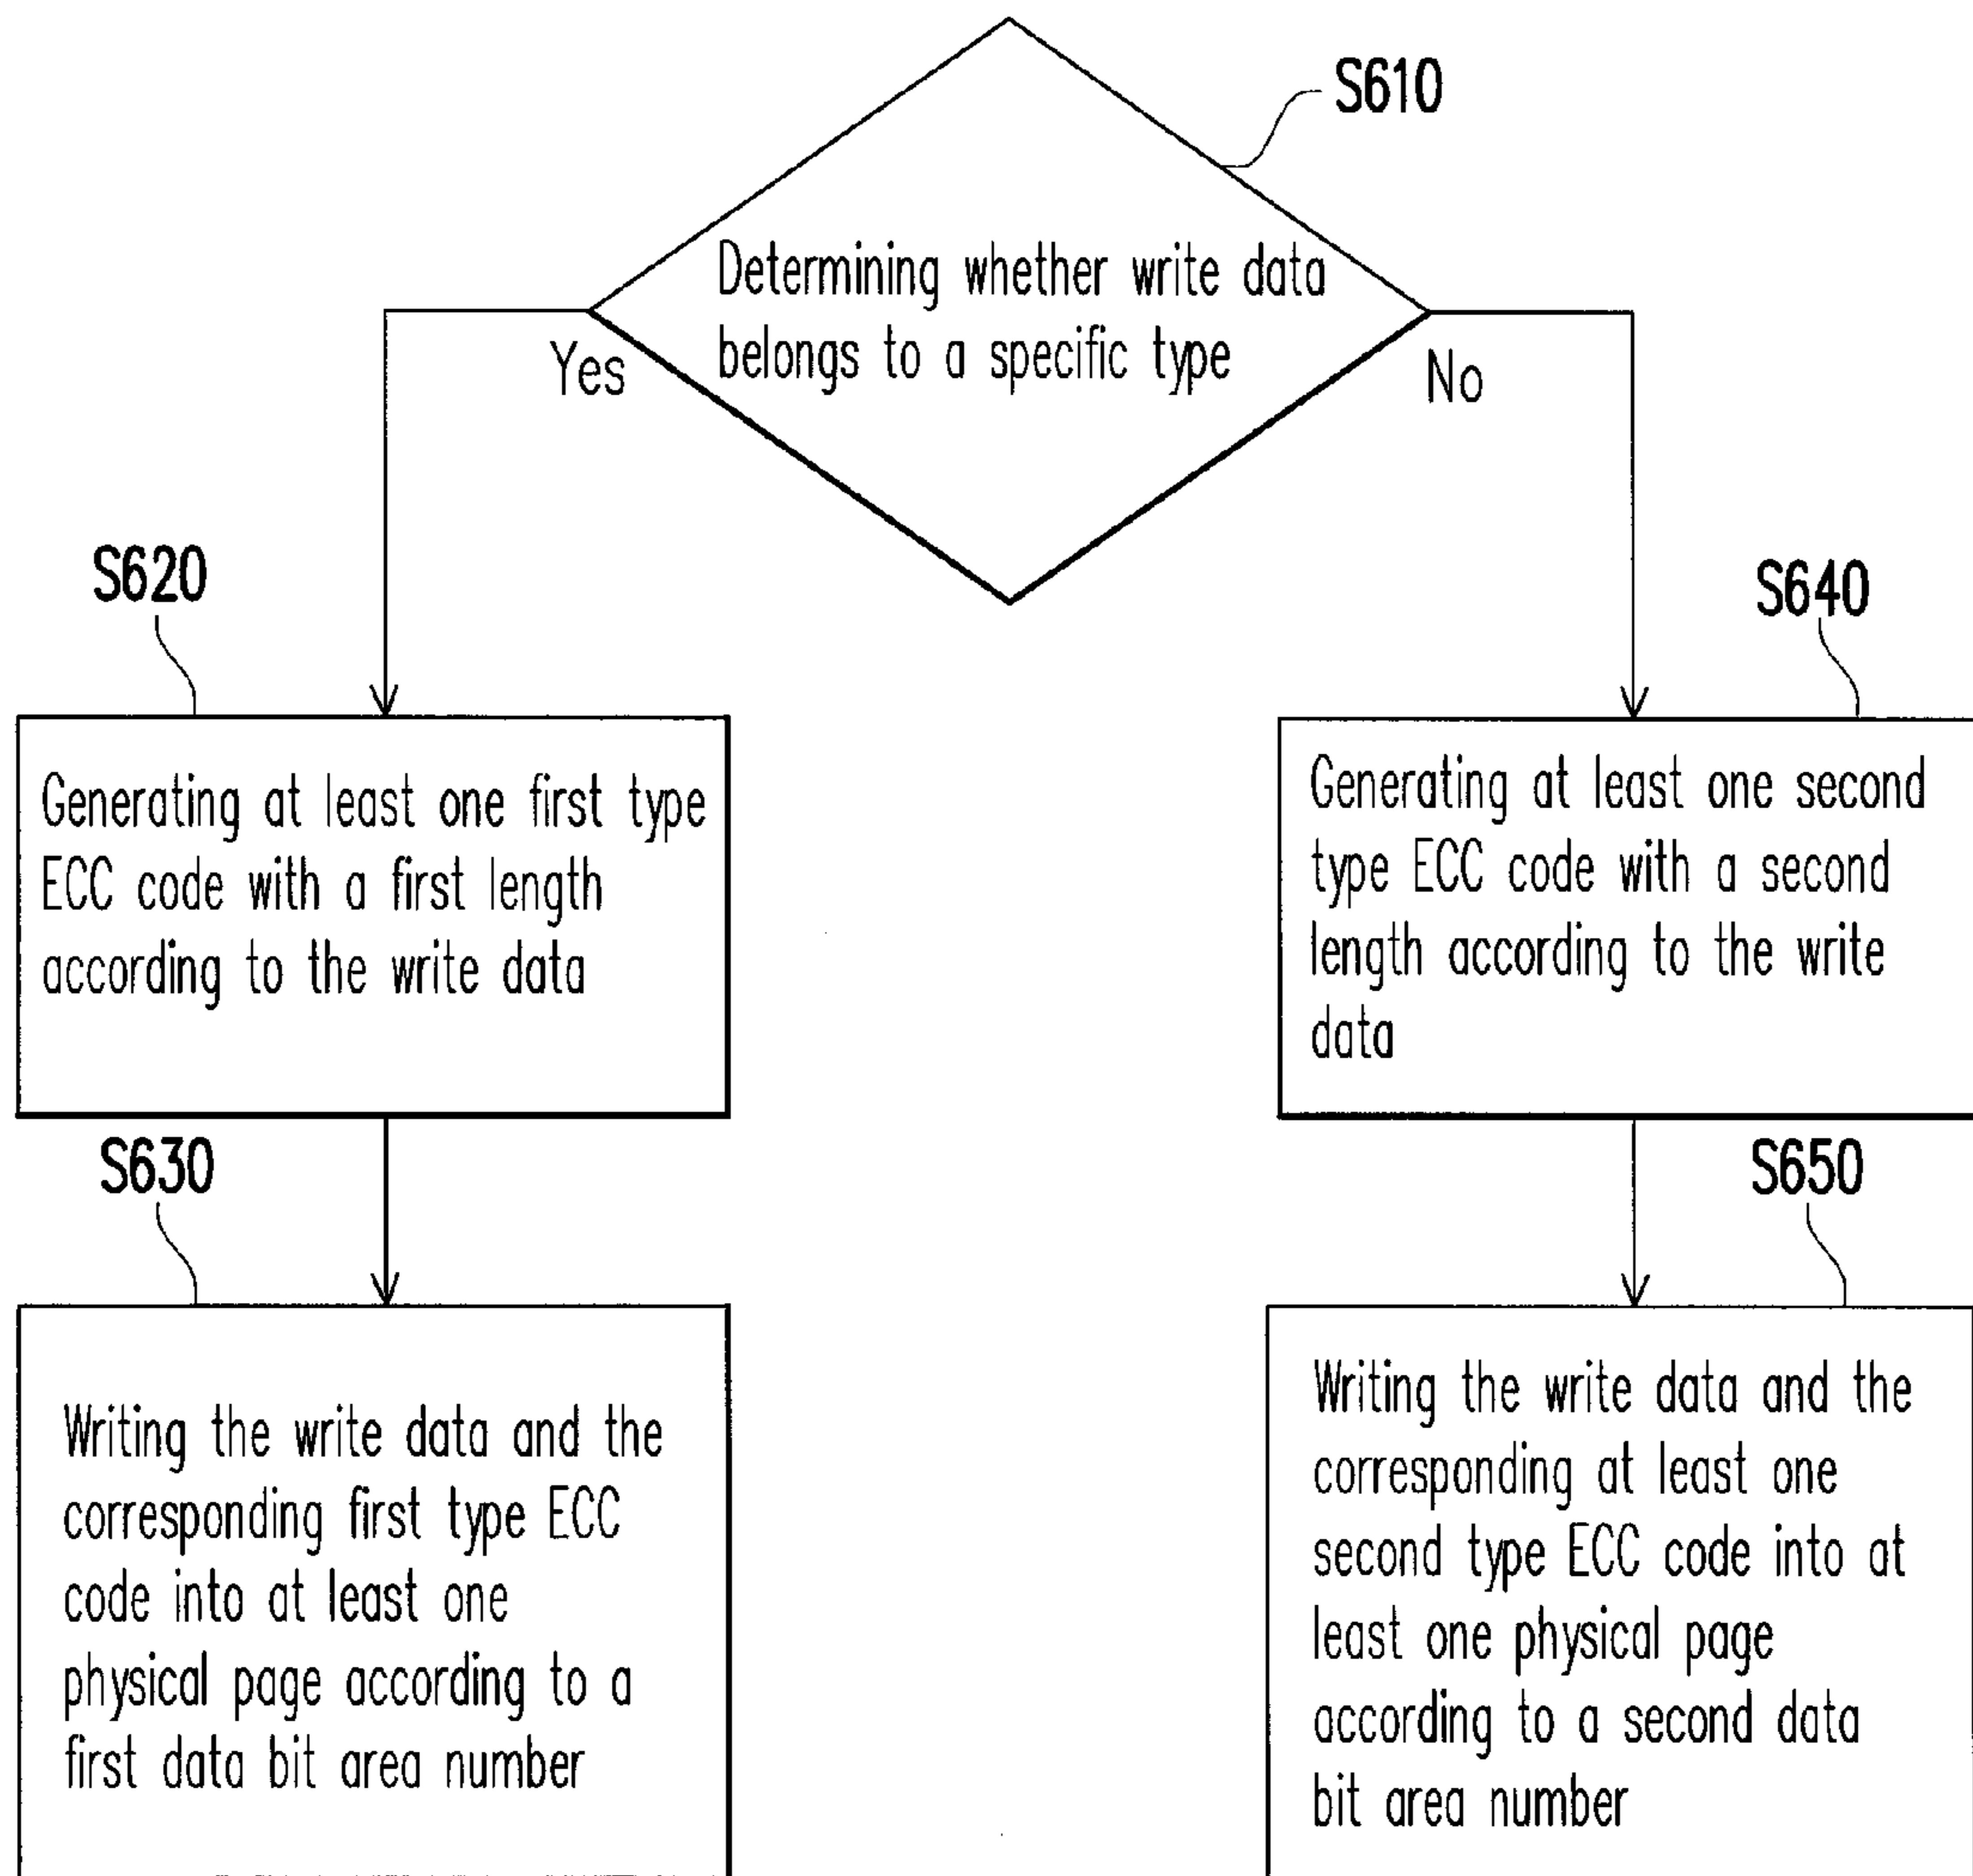 S610
Determining whether write data
belongs to a specific type
Yes
No
S620
S640
Generating at least one first type
ECC code with a first length
according to the write data
Generating at least one second
type ECC code with a second
length according to the write
data
S630
S650
Writing the write data and the
corresponding first type ECC
code into at least one
physical page according to a
first data bit area number
Writing the write data and the
corresponding at least one
second type ECC code into at
least one physical page
according to a second data
bit area number